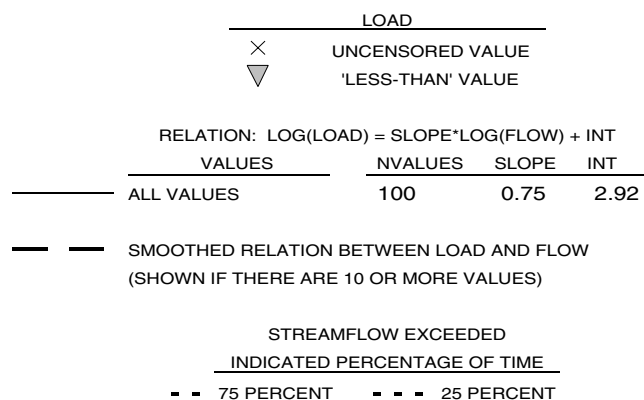 LOAD
UNCENSORED VALUE
'LESS-THAN' VALUE
RELATION: LOG(LOAD) = SLOPE*LOG(FLOW) + INT
VALUES NVALUES SLOPE INT
ALL VALUES 100 0.75 2.92
SMOOTHED RELATION BETWEEN LOAD AND FLOW
(SHOWN IF THERE ARE 10 OR MORE VALUES)
STREAMFLOW EXCEEDED
INDICATED PERCENTAGE OF TIME
75 PERCENT 25 PERCENT